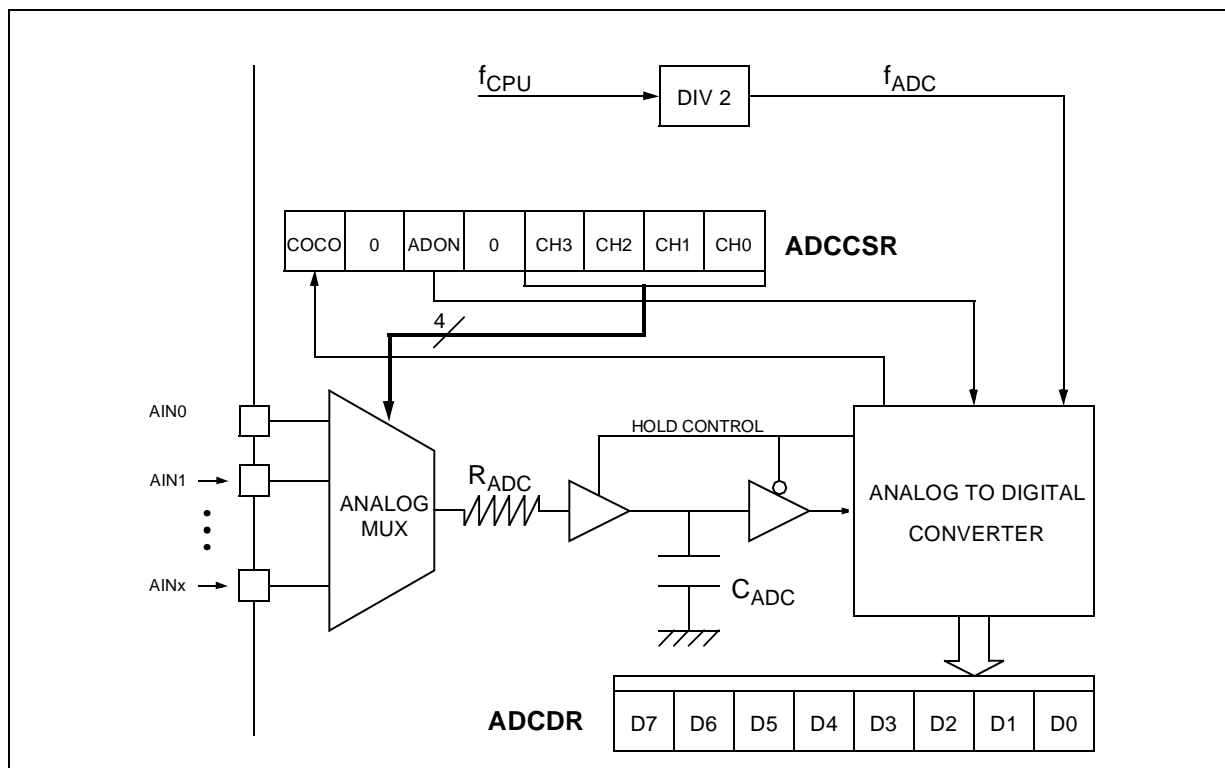 fCPU
DIV 2
fADC
COCO 0 ADON 0 CH3 CH2 CH1 CH0
ADCCSR
4
AIN0
HOLD CONTROL
AIN1
RADC
ANALOG
MUX
ANALOG TO DIGITAL
CONVERTER
AINx
CADC
ADCDR
D7 D6 D5 D4 D3 D2 D1 D0